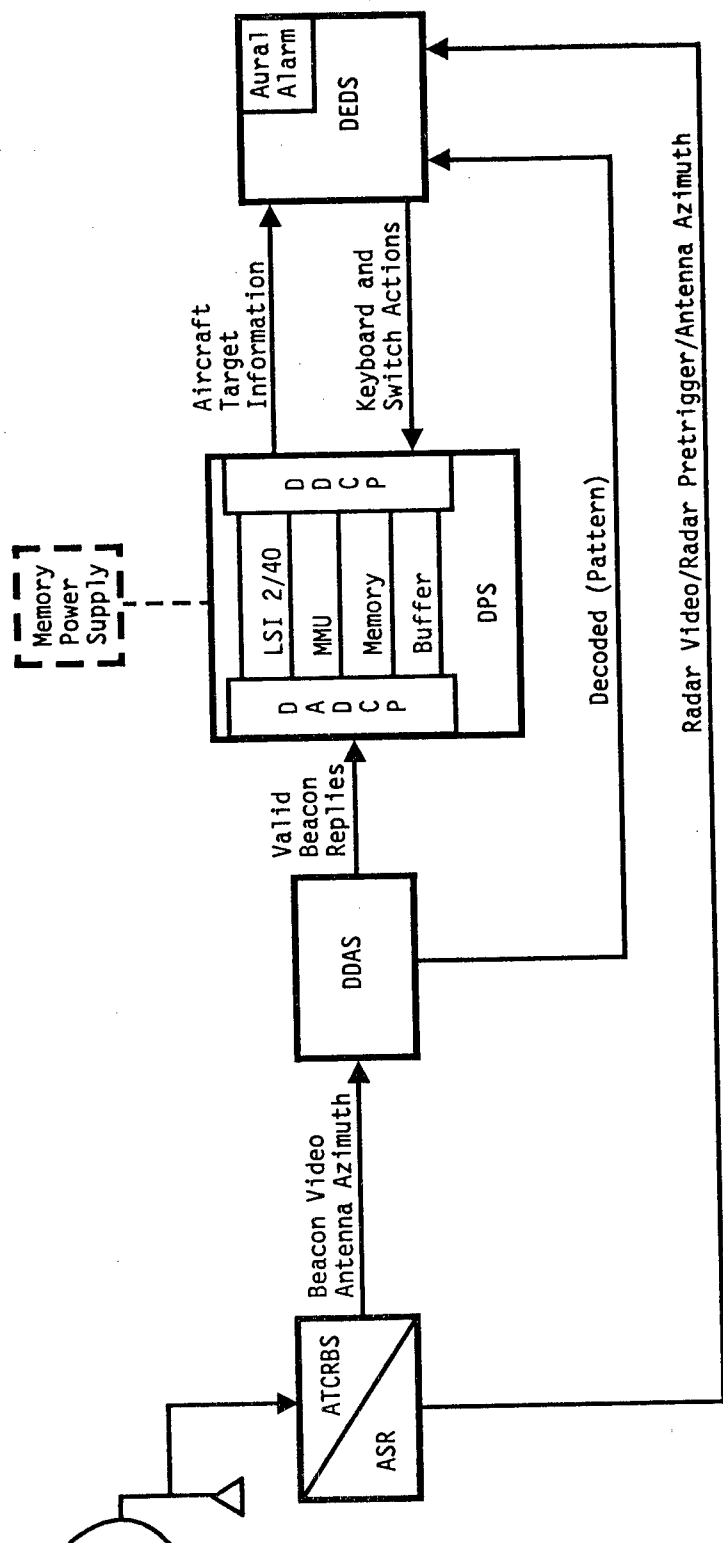 ATCRBS
ASR
Beacon Video
Antenna Azimuth
DDAS
Valid
Beacon
Replies
Memory
Power
Supply
D
A
D
C
P
LSI 2/40
MMU
Memory
Buffer
D
D
C
P
DPS
Aircraft
Target
Information
Keyboard and
Switch Actions
Aural
Alarm
DEDS
Decoded (Pattern)
Radar Video/Radar Pretrigger/Antenna Azimuth